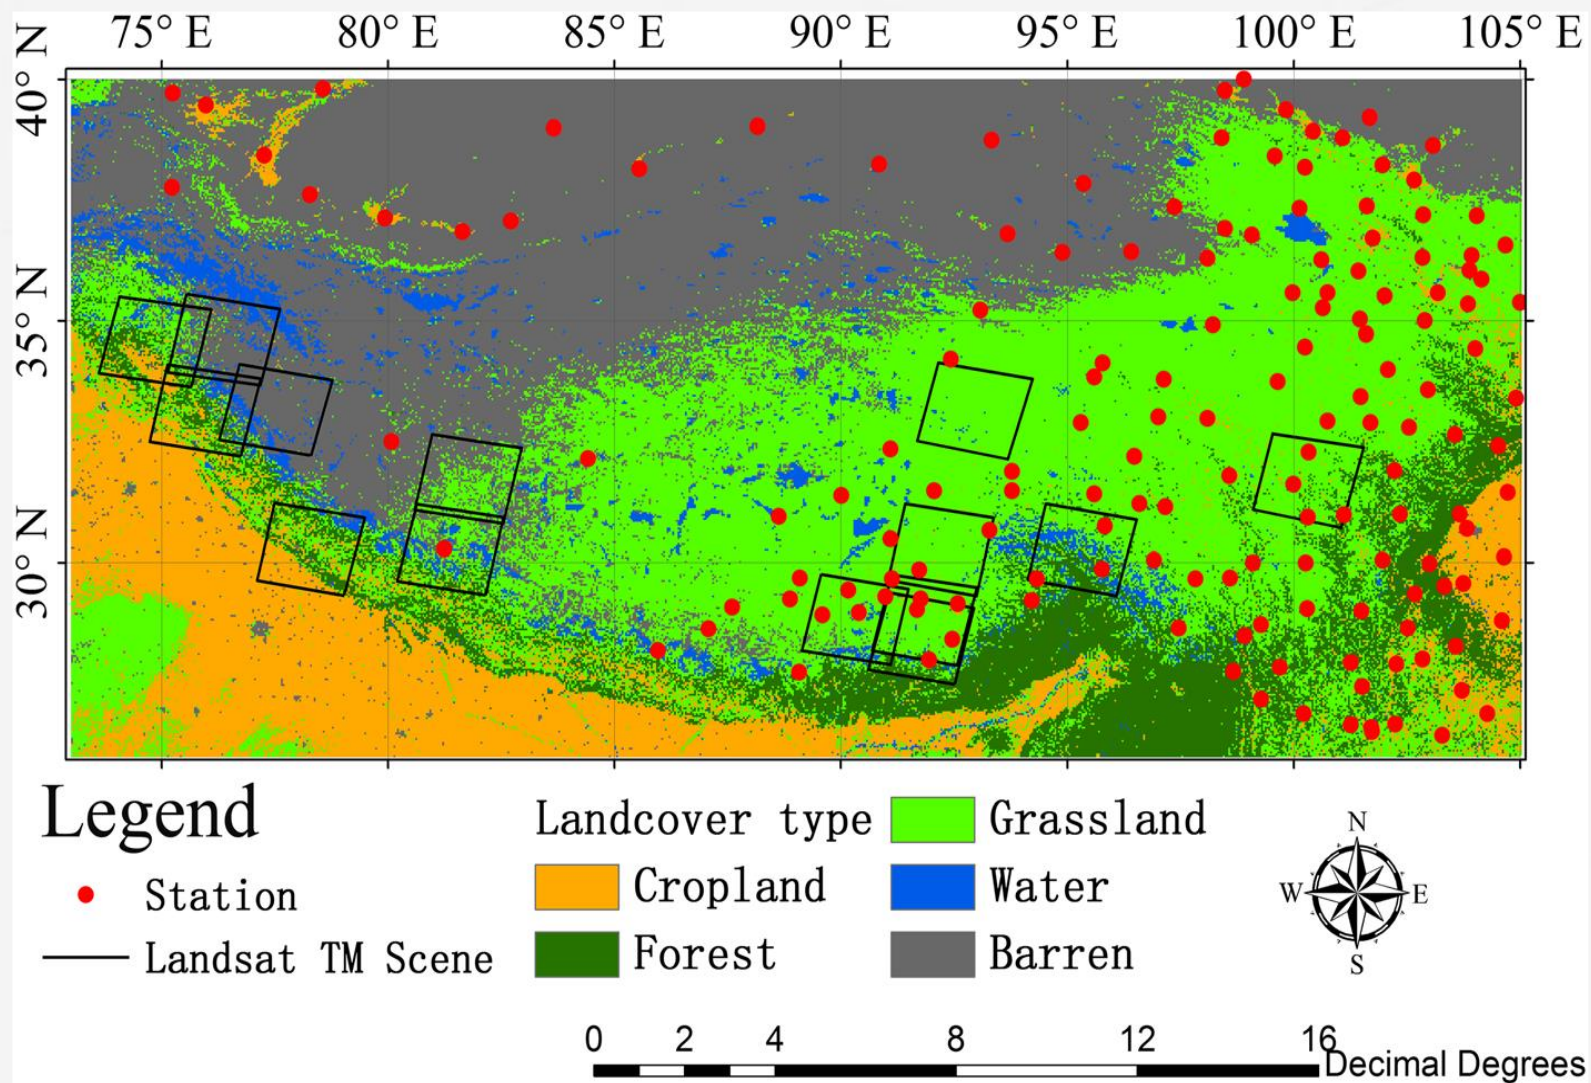 75° E 80° E 85° E 90° E 95° E 100° E 105° E
40° N
35° N
30° N
Legend
Station
Landsat TM Scene
Landcover type
Cropland
Forest
Grassland
Water
Barren
N
W E
S
0 2 4 8 12 16
Decimal Degrees